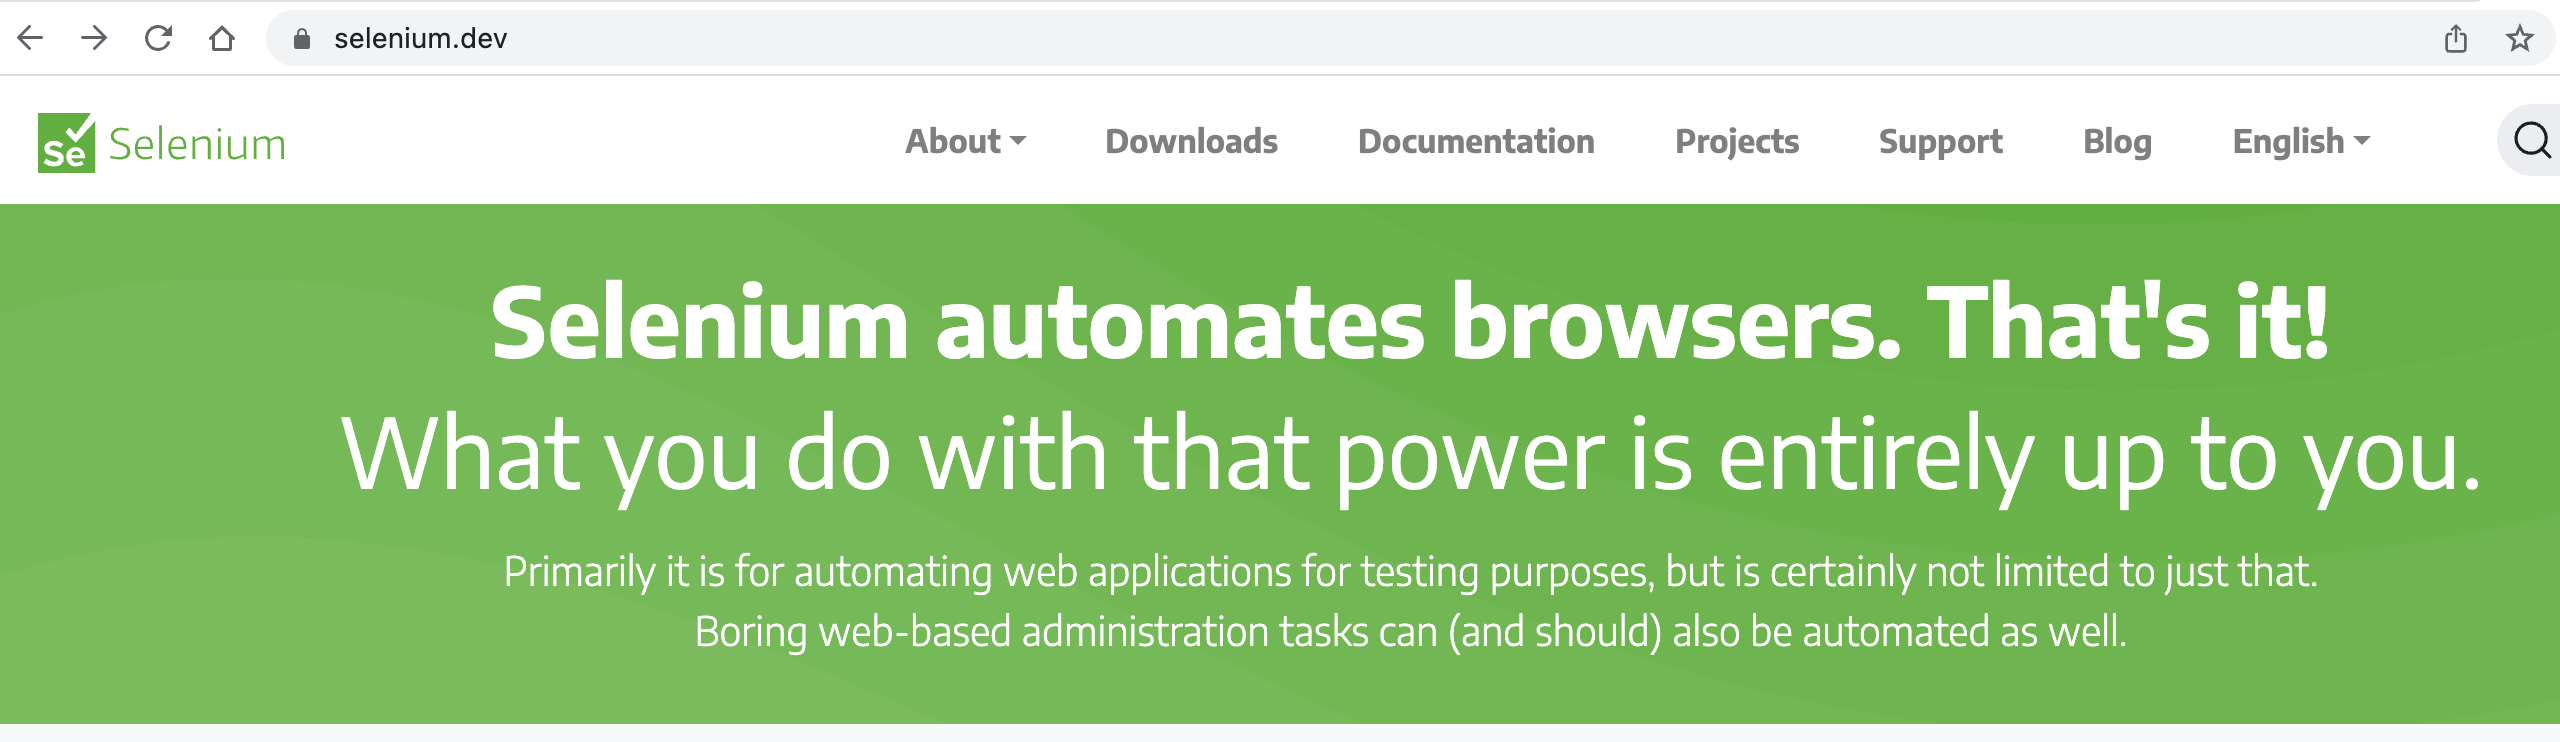 selenium.dev
Se Selenium
About Downloads Documentation Projects Support Blog English
Selenium automates browsers. That's it!
What you do with that power is entirely up to you.
Primarily it is for automating web applications for testing purposes, but is certainly not limited to just that.
Boring web-based administration tasks can (and should) also be automated as well.